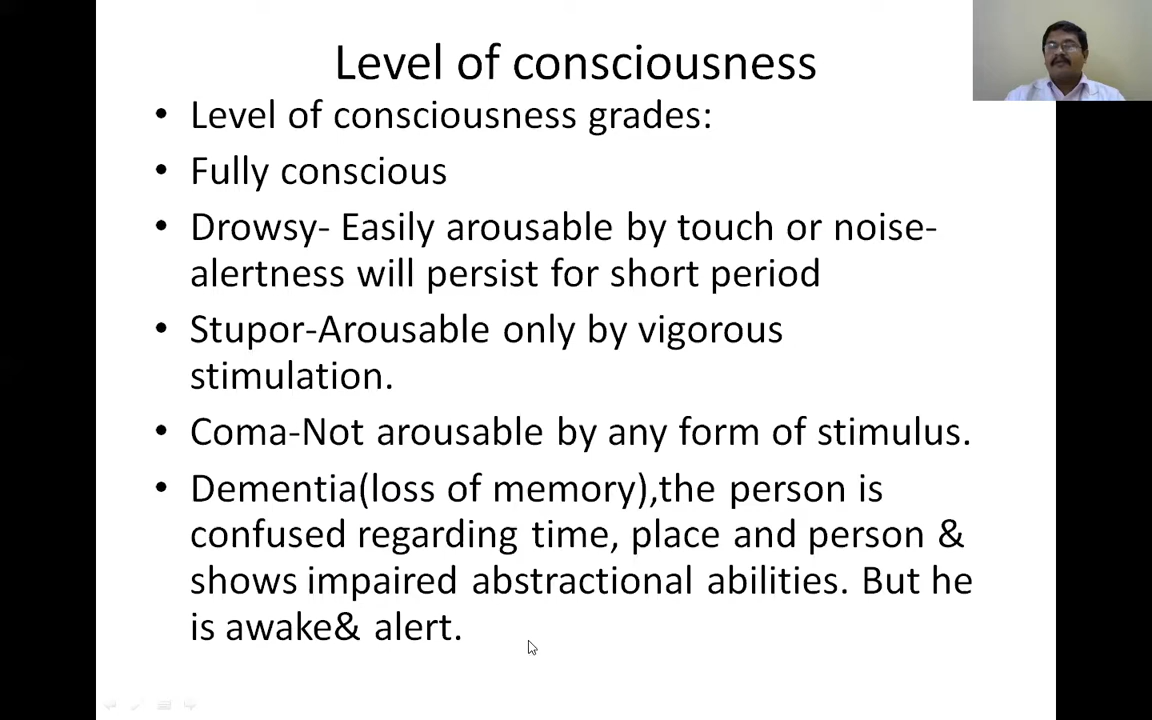 Level of consciousness
• Level of consciousness grades:
• Fully conscious
• Drowsy- Easily arousable by touch or noise-
alertness will persist for short period
• Stupor-Arousable only by vigorous
stimulation.
• Coma-Not arousable by any form of stimulus.
• Dementia(loss of memory),the person is
confused regarding time, place and person &
shows impaired abstractional abilities. But he
is awake& alert.